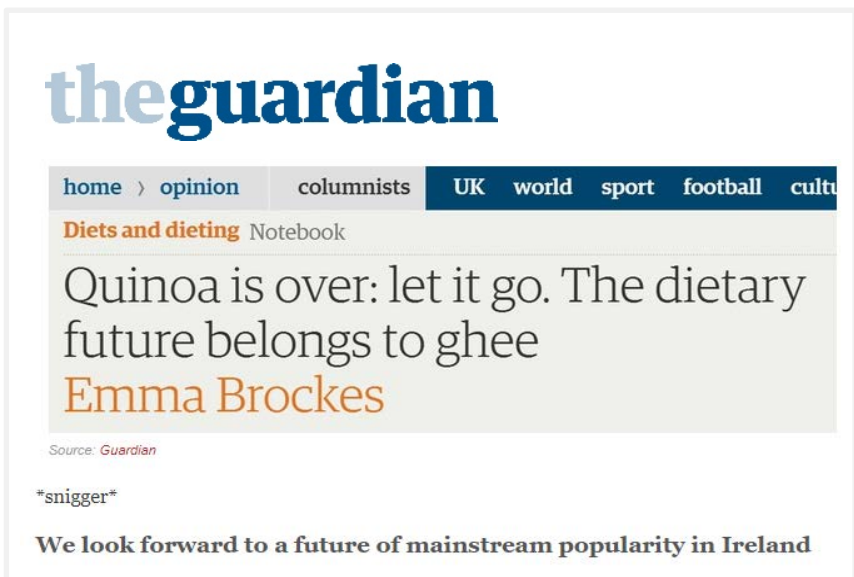 theguardian
home › opinion columnists UK world sport football cultu
Diets and dieting Notebook
Quinoa is over: let it go. The dietary
future belongs to ghee
Emma Brockes
Source: Guardian
*snigger*
We look forward to a future of mainstream popularity in Ireland